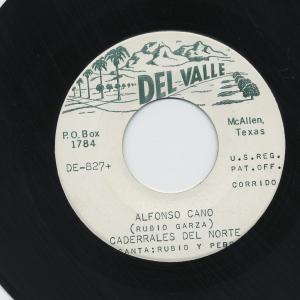 DEL VALLE
P.O. Box
1784
McAllen,
Texas
DE-827+
U.S. REG.
PAT. OFF.
CORRIDO
ALFONSO CANO
(RUBIO GARZA)
CADERRALES DEL NORTE
CANTA; RUBIO Y PERO